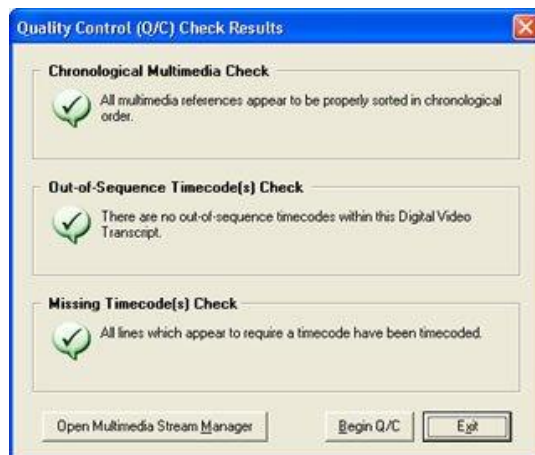 Quality Control (Q/C) Check Results
Chronological Multimedia Check
All multimedia references appear to be properly sorted in chronological
order.
Out-of-Sequence Timecode(s) Check
There are no out-of-sequence timecodes within this Digital Video
Transcript.
Missing Timecode(s) Check
All lines which appear to require a timecode have been timecoded.
Open Multimedia Stream Manager Begin Q/C Exit